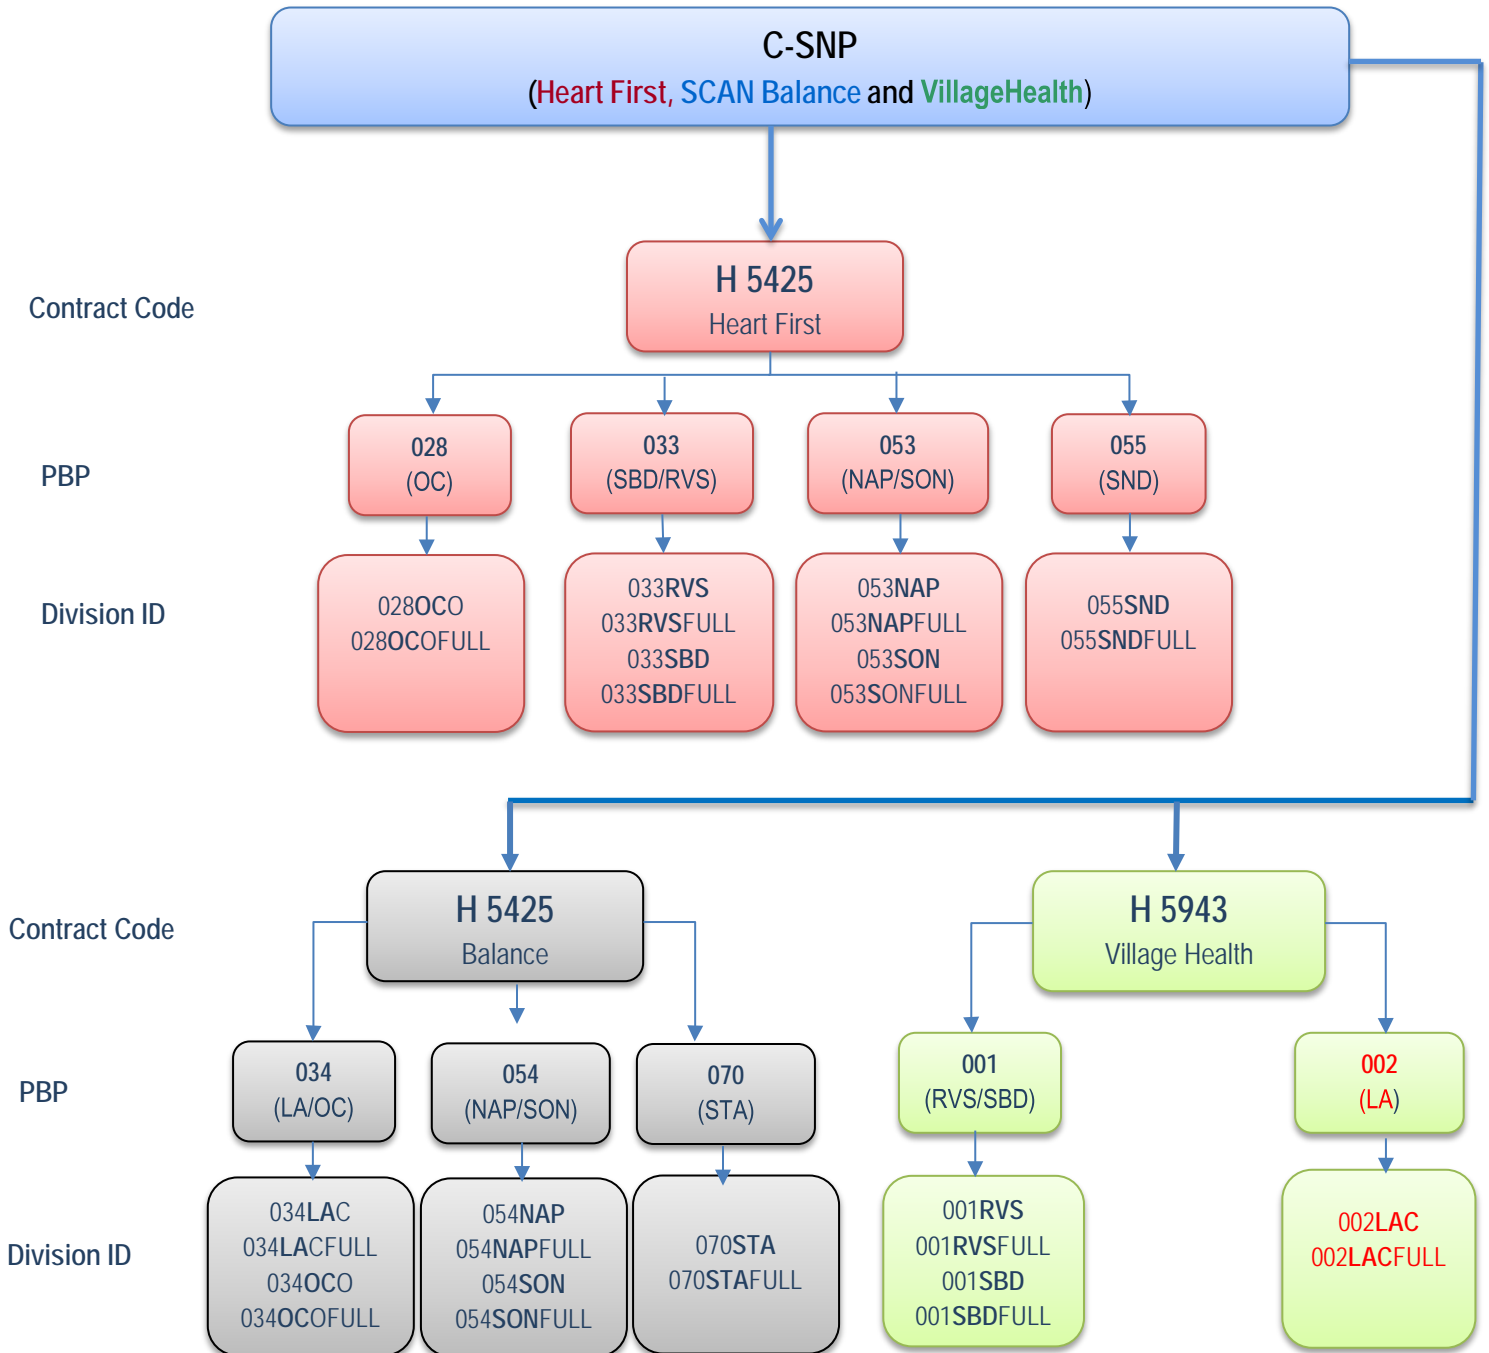 C-SNP
(Heart First, SCAN Balance and VillageHealth)
Contract Code
H 5425
Heart First
PBP
028
(OC)
033
(SBD/RVS)
053
(NAP/SON)
055
(SND)
Division ID
028OCO
028OCOFULL
033RVS
033RVSFULL
033SBD
033SBDFULL
053NAP
053NAPFULL
053SON
053SONFULL
055SND
055SNDFULL
Contract Code
H 5425
Balance
H 5943
Village Health
PBP
034
(LA/OC)
054
(NAP/SON)
070
(STA)
001
(RVS/SBD)
002
(LA)
Division ID
034LAC
034LACFULL
034OCO
034OCOFULL
054NAP
054NAPFULL
054SON
054SONFULL
070STA
070STAFULL
001RVS
001RVSFULL
001SBD
001SBDFULL
002LAC
002LACFULL